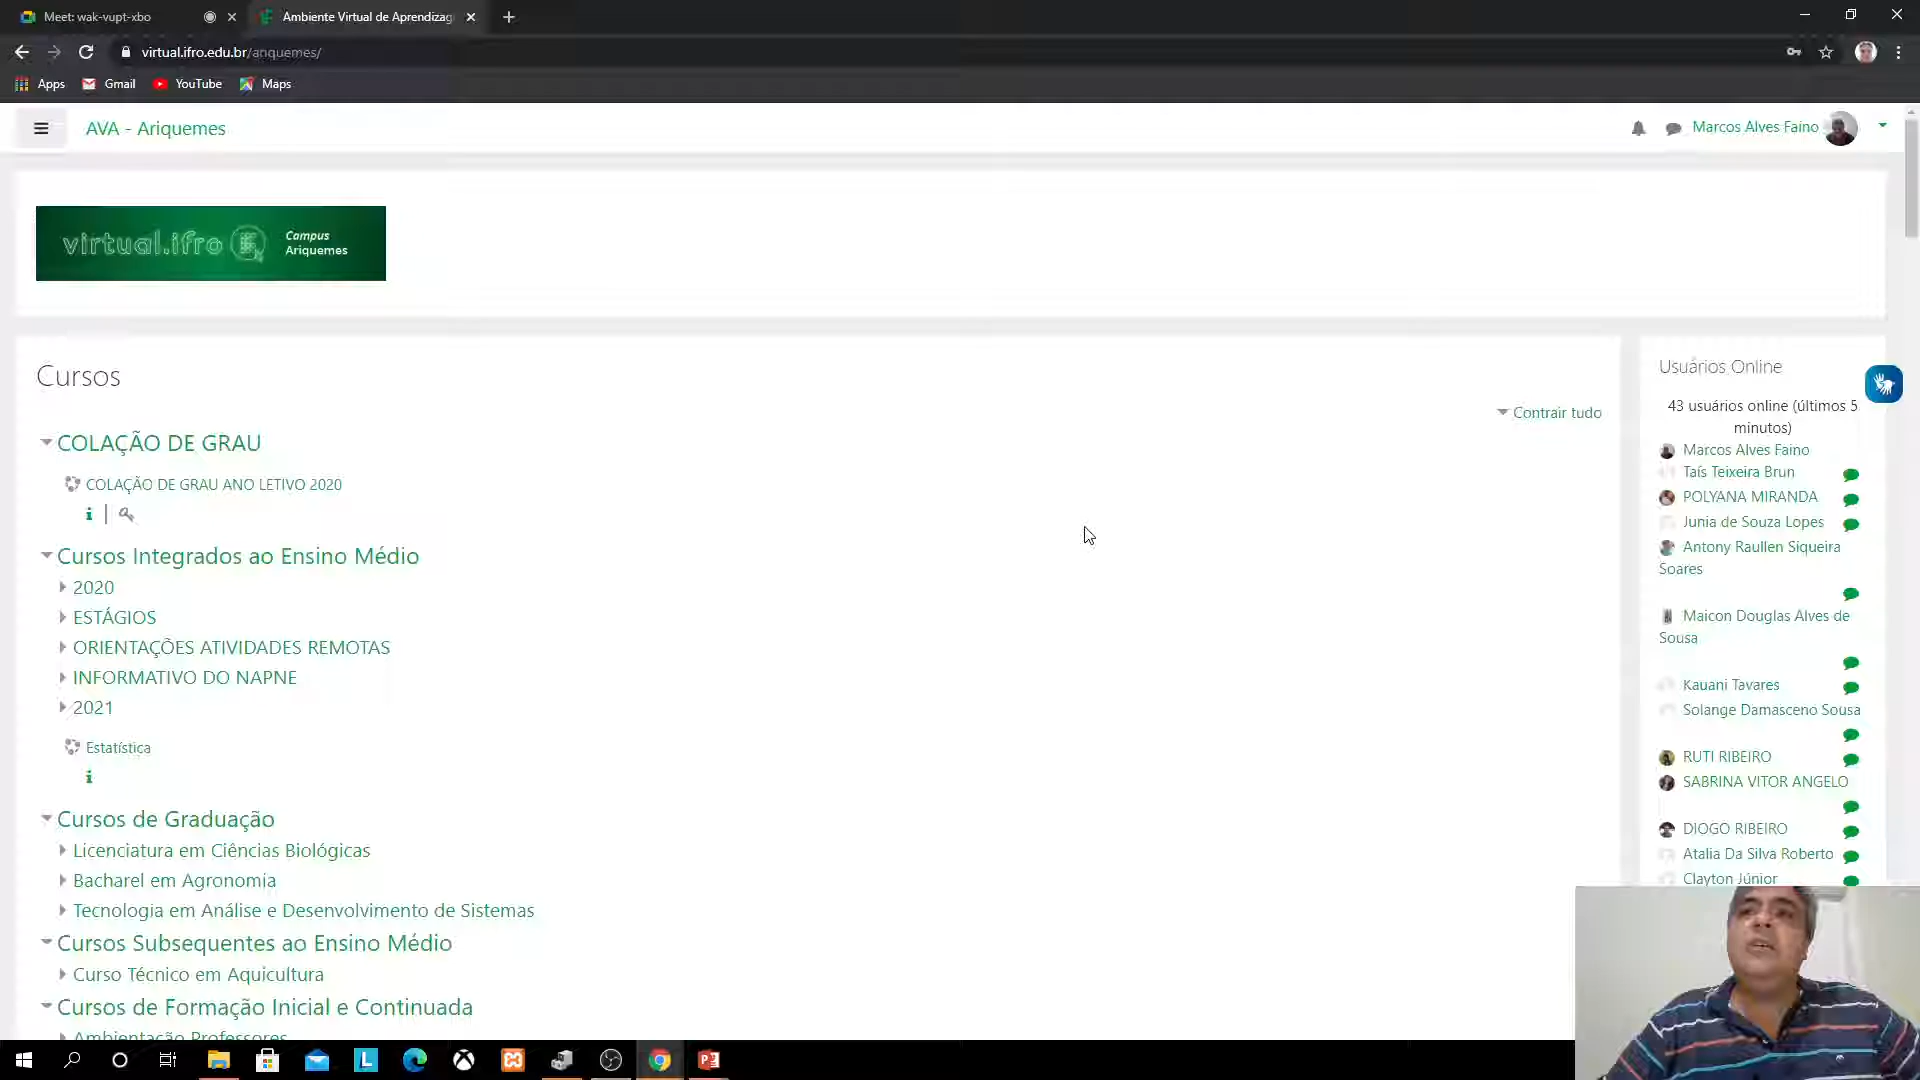 Meet: wak-vupt-xbo
Ambiente Virtual de Aprendizag
virtual.ifro.edu.br/ariquemes/
Apps
Gmail
YouTube
Maps
AVA - Ariquemes
Marcos Alves Faino
virtual.ifro
Campus
Ariquemes
Cursos
Contrair tudo
COLAÇÃO DE GRAU
COLAÇÃO DE GRAU ANO LETIVO 2020
Cursos Integrados ao Ensino Médio
2020
ESTÁGIOS
ORIENTAÇÕES ATIVIDADES REMOTAS
INFORMATIVO DO NAPNE
2021
Estatística
Cursos de Graduação
Licenciatura em Ciências Biológicas
Bacharel em Agronomia
Tecnologia em Análise e Desenvolvimento de Sistemas
Cursos Subsequentes ao Ensino Médio
Curso Técnico em Aquicultura
Cursos de Formação Inicial e Continuada
Ambientação Professores
Usuários Online
43 usuários online (últimos 5
minutos)
Marcos Alves Faino
Taís Teixeira Brun
POLYANA MIRANDA
Junia de Souza Lopes
Antony Raullen Siqueira
Soares
Maicon Douglas Alves de
Sousa
Kauani Tavares
Solange Damasceno Sousa
RUTI RIBEIRO
SABRINA VITOR ANGELO
DIOGO RIBEIRO
Atalia Da Silva Roberto
Clayton Júnior